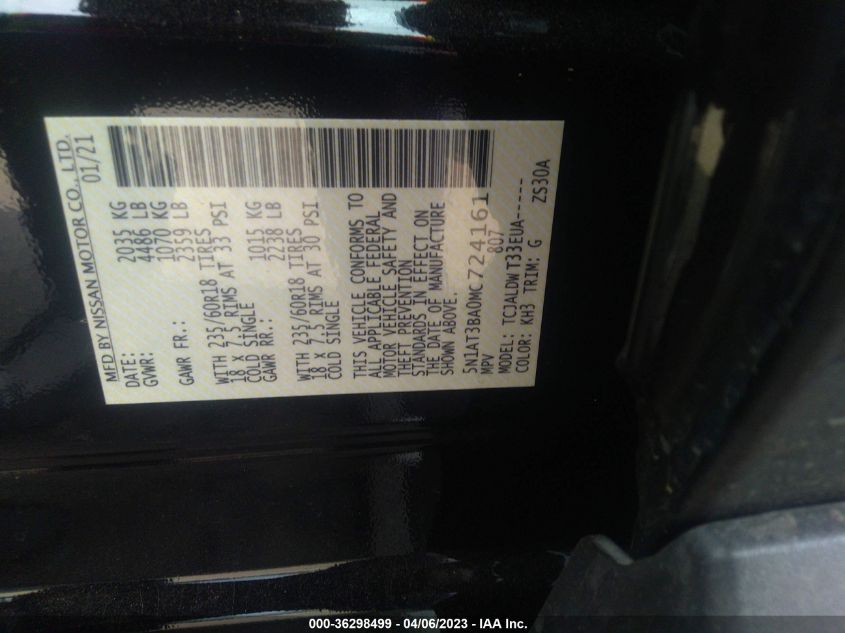 MFD BY NISSAN MOTOR CO., LTD.
DATE: 01/21
GVWR: 2035 KG
4486 LB
GAWR FR.: 1070 KG
2359 LB
WITH 235/60R18 TIRES
18 X 7.5 RIMS AT 33 PSI
COLD SINGLE
GAWR RR.: 1015 KG
2238 LB
WITH 235/60R18 TIRES
18 X 7.5 RIMS AT 30 PSI
COLD SINGLE
THIS VEHICLE CONFORMS TO
ALL APPLICABLE FEDERAL
MOTOR VEHICLE SAFETY AND
THEFT PREVENTION
STANDARDS IN EFFECT ON
THE DATE OF MANUFACTURE
SHOWN ABOVE.
5N1AT3BA0MC724161
MPV 807
MODEL: TCJALDW T33EUA-----
COLOR: KH3 TRIM: G ZS30A
000-36298499 - 04/06/2023 - IAA Inc.